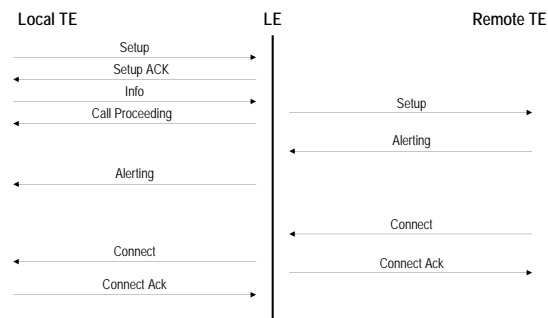 Local TE LE Remote TE
Setup
Setup ACK
Info
Setup
Call Proceeding
Alerting
Alerting
Connect
Connect
Connect Ack
Connect Ack